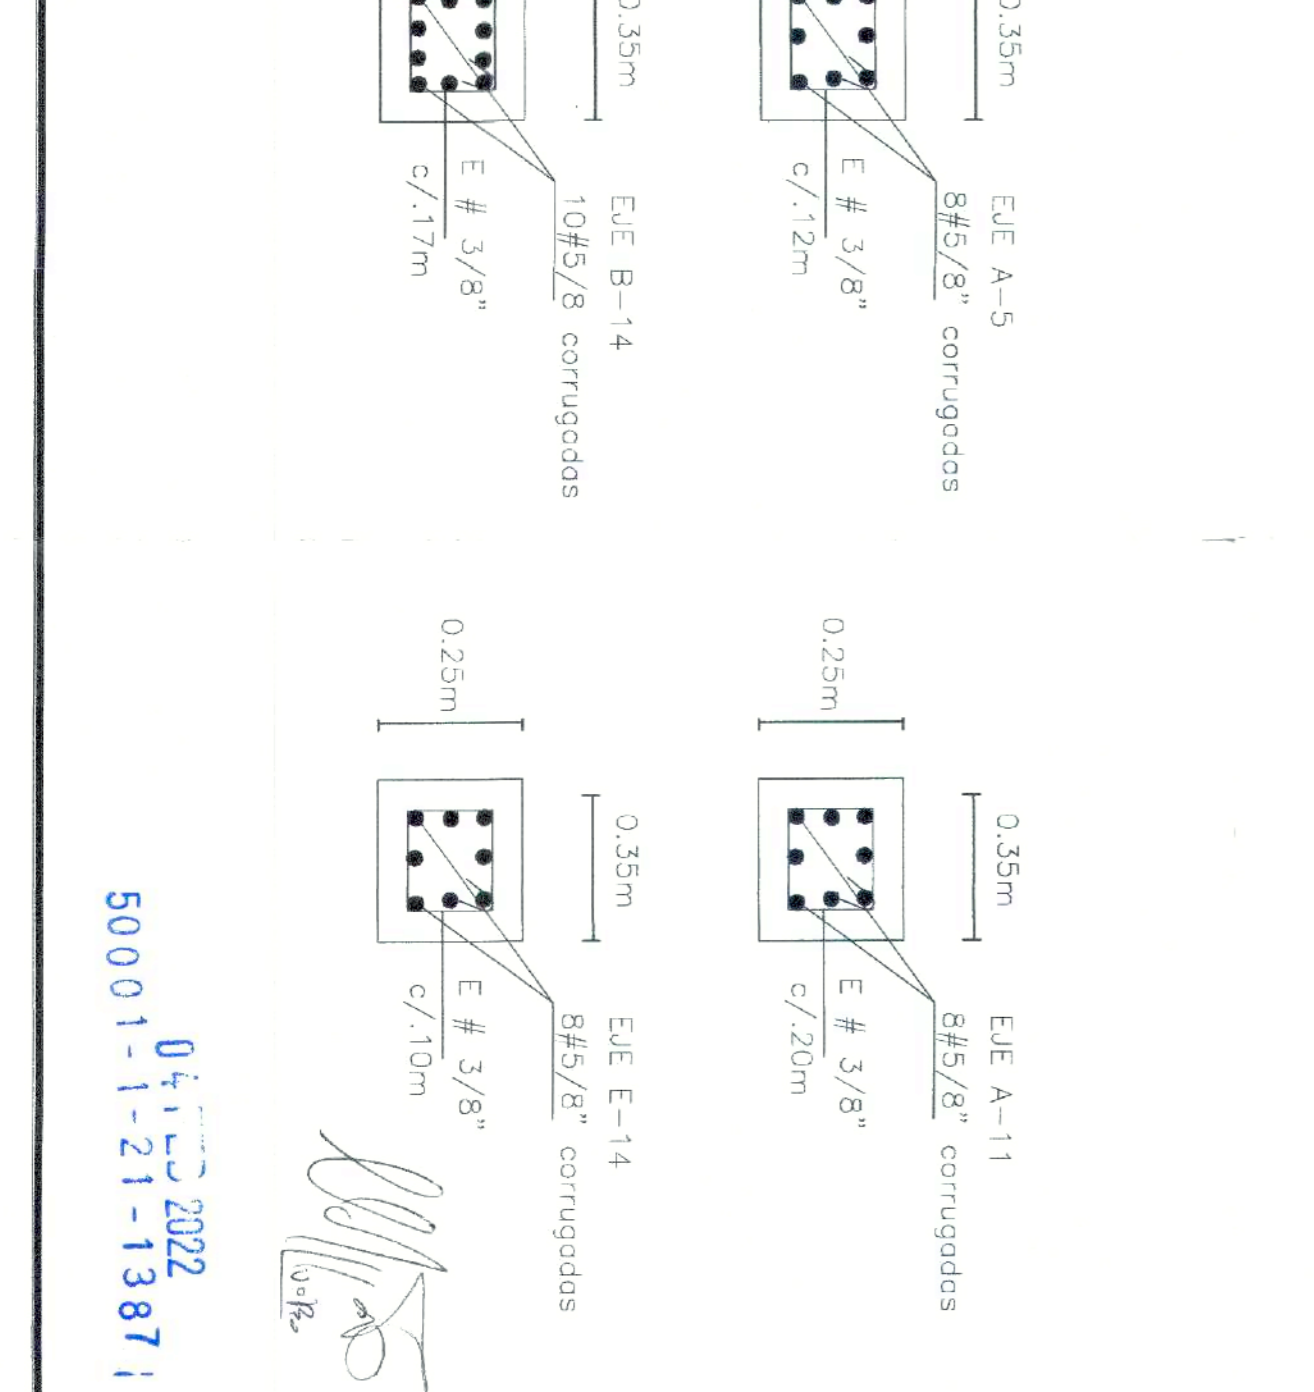 0.35m
EJE A-5
8#5/8" corrugadas
E # 3/8"
c/.12m
0.25m
0.35m
EJE A-11
8#5/8" corrugadas
E # 3/8"
c/.20m
0.35m
EJE B-14
10#5/8 corrugadas
E # 3/8"
c/.17m
0.25m
0.35m
EJE E-14
8#5/8" corrugadas
E # 3/8"
c/.10m
04 2022
50001-1-21-1387